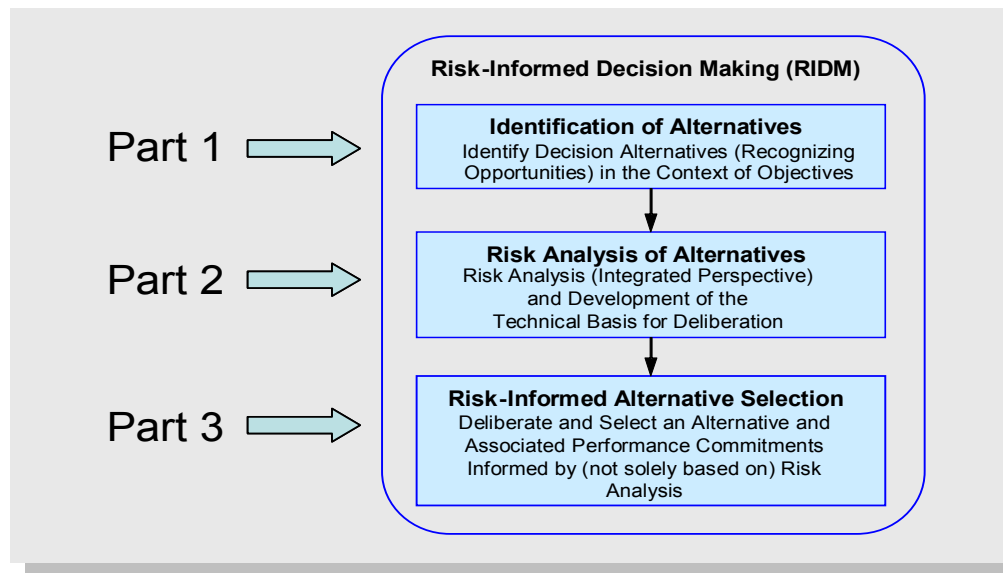 Risk-Informed Decision Making (RIDM)
Part 1
Identification of Alternatives
Identify Decision Alternatives (Recognizing
Opportunities) in the Context of Objectives
Part 2
Risk Analysis of Alternatives
Risk Analysis (Integrated Perspective)
and Development of the
Technical Basis for Deliberation
Part 3
Risk-Informed Alternative Selection
Deliberate and Select an Alternative and
Associated Performance Commitments
Informed by (not solely based on) Risk
Analysis